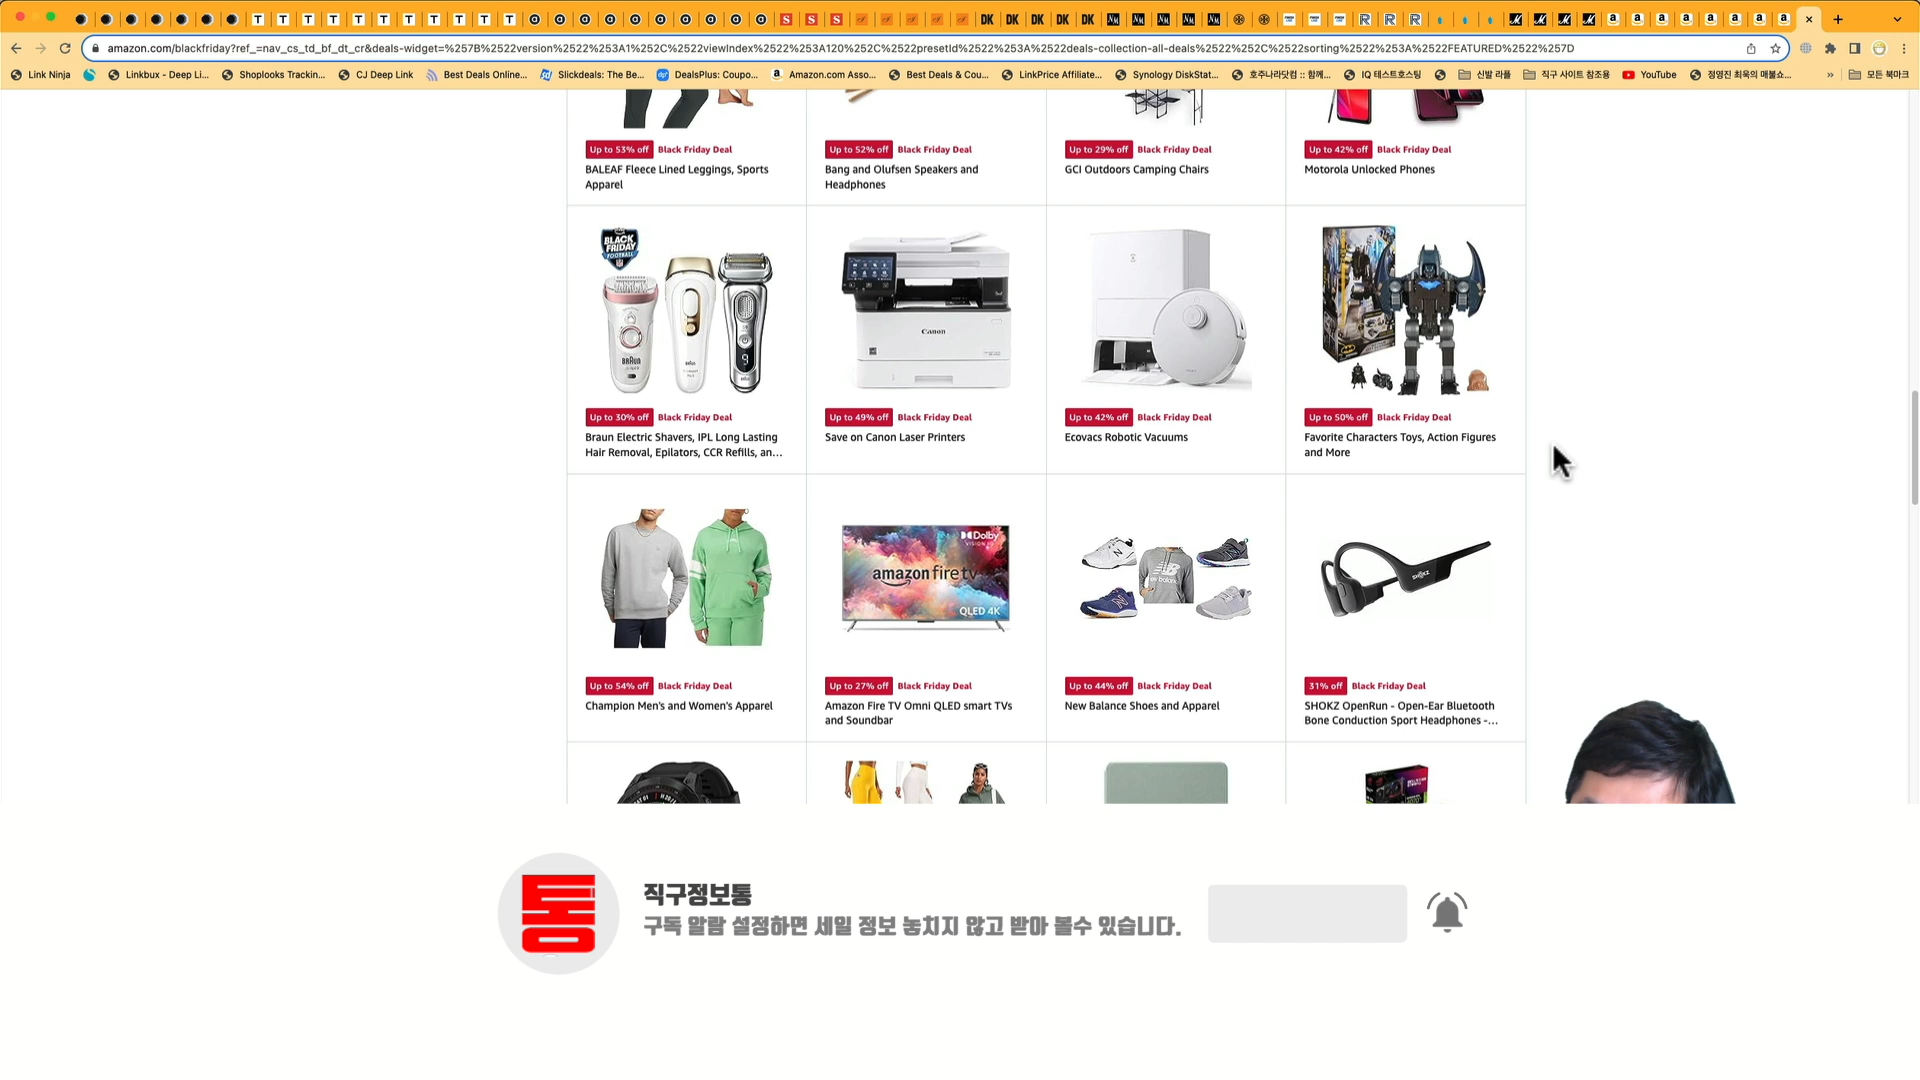 amazon.com/blackfriday?ref_=nav_cs_td_bf_dt_cr&deals-widget=%257B%2522version%2522%253A1%252C%2522viewIndex%2522%253A120%252C%2522presetId%2522%253A%2522deals-collection-all-deals%2522%252C%2522sorting%2522%253A%2522FEATURED%2522%257D
Link Ninja Linkbux - Deep Li... Shoplooks Trackin... CJ Deep Link Best Deals Online... Slickdeals: The Be... DealsPlus: Coupo... Amazon.com Asso... Best Deals & Cou... LinkPrice Affiliate... Synology DiskStat... 호주나라닷컴 :: 함께... IQ 테스트호스팅 신발 라플 직구 사이트 참조용 YouTube 정영진 최욱의 매불쇼... » 모든 북마크
Up to 53% off Black Friday Deal
BALEAF Fleece Lined Leggings, Sports
Apparel
Up to 52% off Black Friday Deal
Bang and Olufsen Speakers and
Headphones
Up to 29% off Black Friday Deal
GCI Outdoors Camping Chairs
Up to 42% off Black Friday Deal
Motorola Unlocked Phones
BLACK
FRIDAY
FOOTBALL
BRAUN
Up to 30% off Black Friday Deal
Braun Electric Shavers, IPL Long Lasting
Hair Removal, Epilators, CCR Refills, an...
Canon
Up to 49% off Black Friday Deal
Save on Canon Laser Printers
Up to 42% off Black Friday Deal
Ecovacs Robotic Vacuums
Up to 50% off Black Friday Deal
Favorite Characters Toys, Action Figures
and More
Up to 54% off Black Friday Deal
Champion Men's and Women's Apparel
Dolby
VISION
amazon fire tv
QLED 4K
Up to 27% off Black Friday Deal
Amazon Fire TV Omni QLED smart TVs
and Soundbar
new balance
Up to 44% off Black Friday Deal
New Balance Shoes and Apparel
SHOKZ
31% off Black Friday Deal
SHOKZ OpenRun - Open-Ear Bluetooth
Bone Conduction Sport Headphones -...
통
직구정보통
구독 알람 설정하면 세일 정보 놓치지 않고 받아 볼수 있습니다.